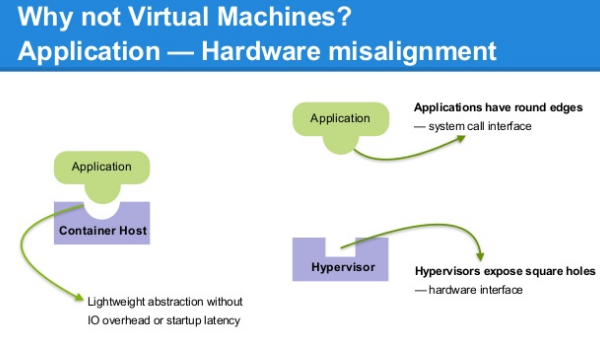 Why not Virtual Machines?
Application — Hardware misalignment
Application
Container Host
Lightweight abstraction without
IO overhead or startup latency
Application
Applications have round edges
— system call interface
Hypervisor
Hypervisors expose square holes
— hardware interface